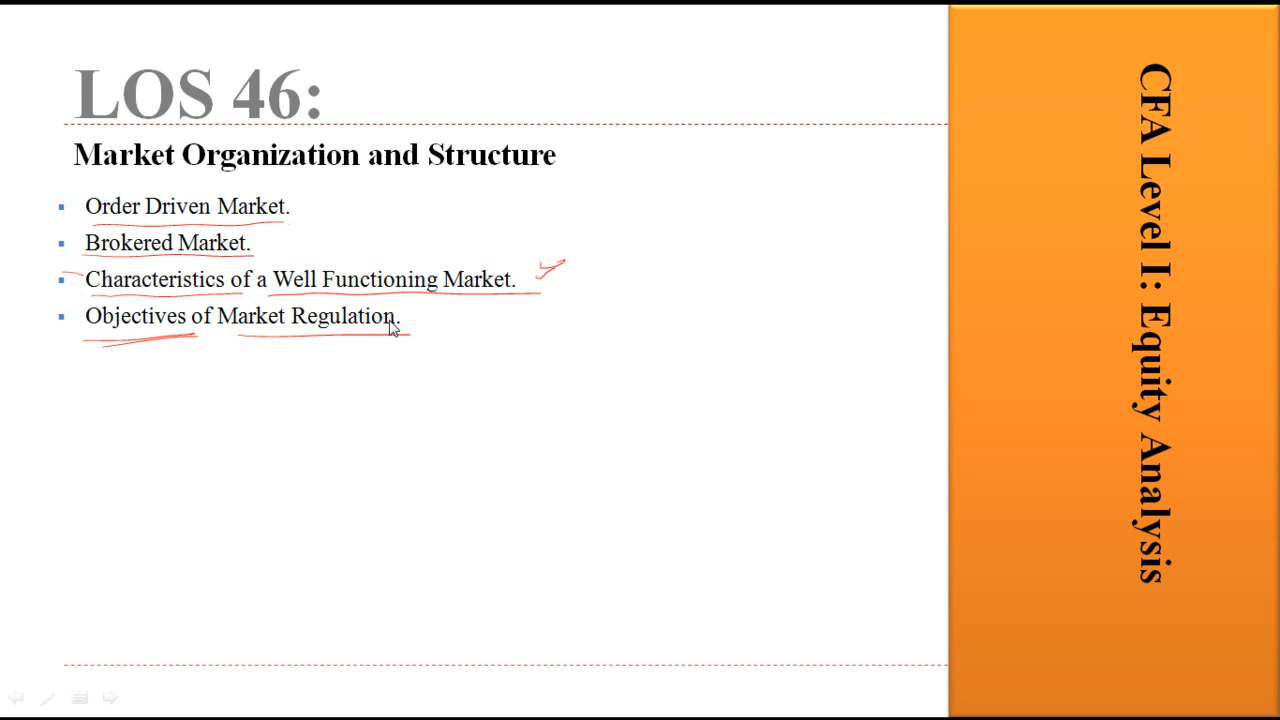 LOS 46:
Market Organization and Structure
Order Driven Market.
Brokered Market.
Characteristics of a Well Functioning Market.
Objectives of Market Regulation.
CFA Level I: Equity Analysis